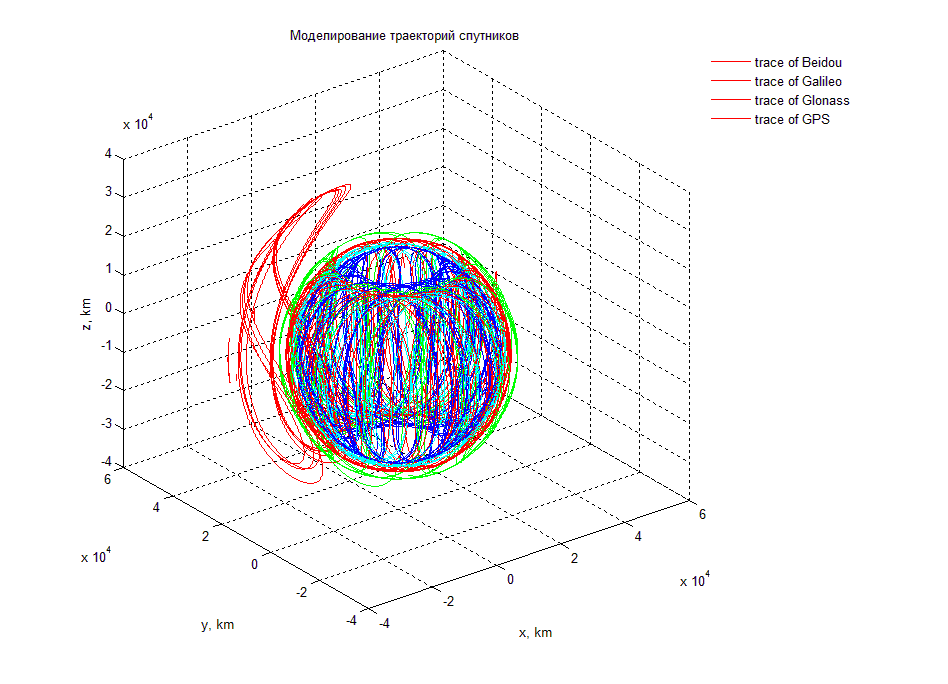 Моделирование траекторий спутников
trace of Beidou
trace of Galileo
trace of Glonass
trace of GPS
x 10^4
4
3
2
1
0
-1
-2
-3
-4
z, km
6
4
2
0
-2
-4
x 10^4
y, km
-4
-2
0
2
4
6
x 10^4
x, km